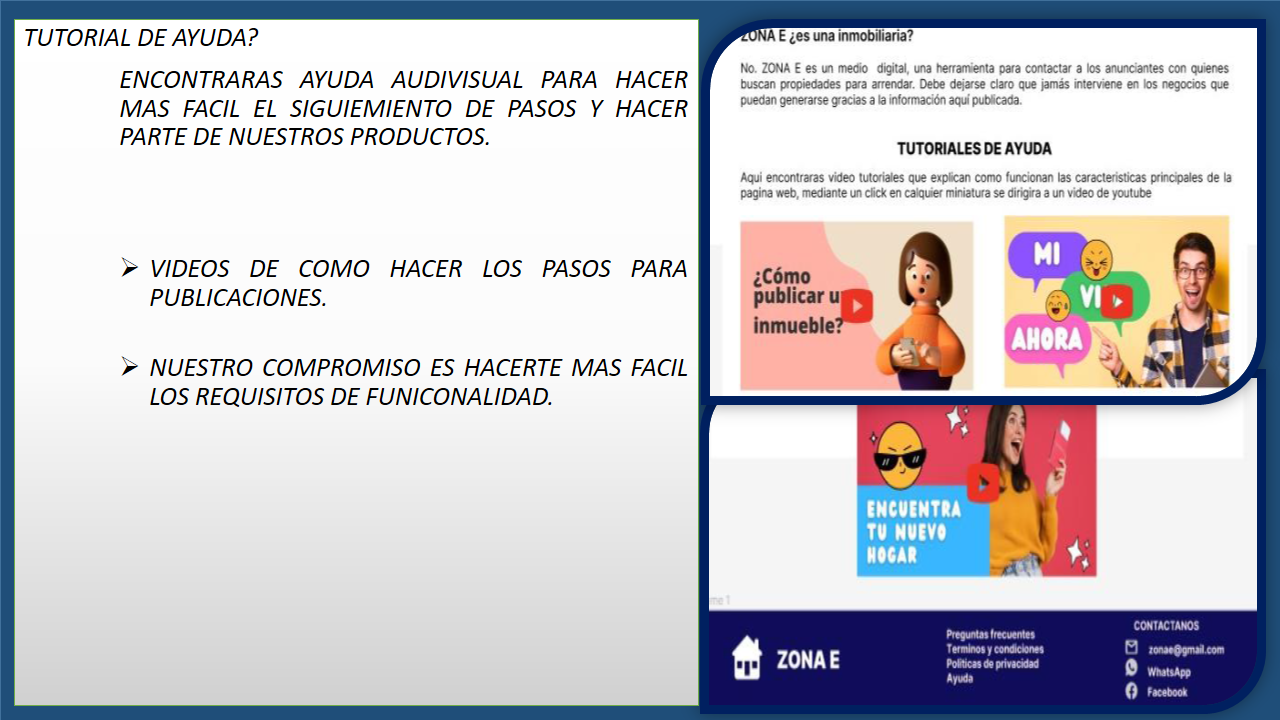 TUTORIAL DE AYUDA?
ENCONTRARAS AYUDA AUDIVISUAL PARA HACER
MAS FACIL EL SIGUIEMIENTO DE PASOS Y HACER
PARTE DE NUESTROS PRODUCTOS.
VIDEOS DE COMO HACER LOS PASOS PARA
PUBLICACIONES.
NUESTRO COMPROMISO ES HACERTE MAS FACIL
LOS REQUISITOS DE FUNICONALIDAD.
ZONA E ¿es una inmobiliaria?
No. ZONA E es un medio digital, una herramienta para contactar a los anunciantes con quienes
buscan propiedades para arrendar. Debe dejarse claro que jamás interviene en los negocios que
puedan generarse gracias a la información aquí publicada.
TUTORIALES DE AYUDA
Aqui encontraras video tutoriales que explican como funcionan las caracteristicas principales de la
pagina web, mediante un click en calquier miniatura se dirigira a un video de youtube
¿Cómo
publicar u
inmueble?
MI
VI
AHORA
ENCUENTRA
TU NUEVO
HOGAR
me 1
ZONA E
Preguntas frecuentes
Terminos y condiciones
Politicas de privacidad
Ayuda
CONTACTANOS
zonae@gmail.com
WhatsApp
Facebook